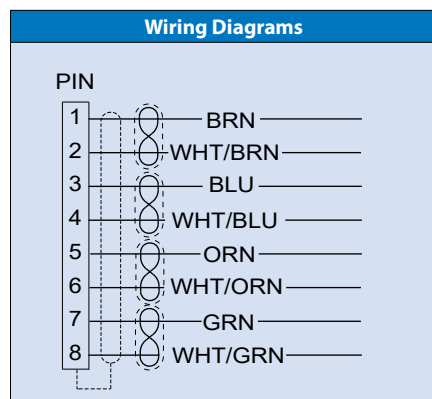 Wiring Diagrams
PIN
1 BRN
2 WHT/BRN
3 BLU
4 WHT/BLU
5 ORN
6 WHT/ORN
7 GRN
8 WHT/GRN